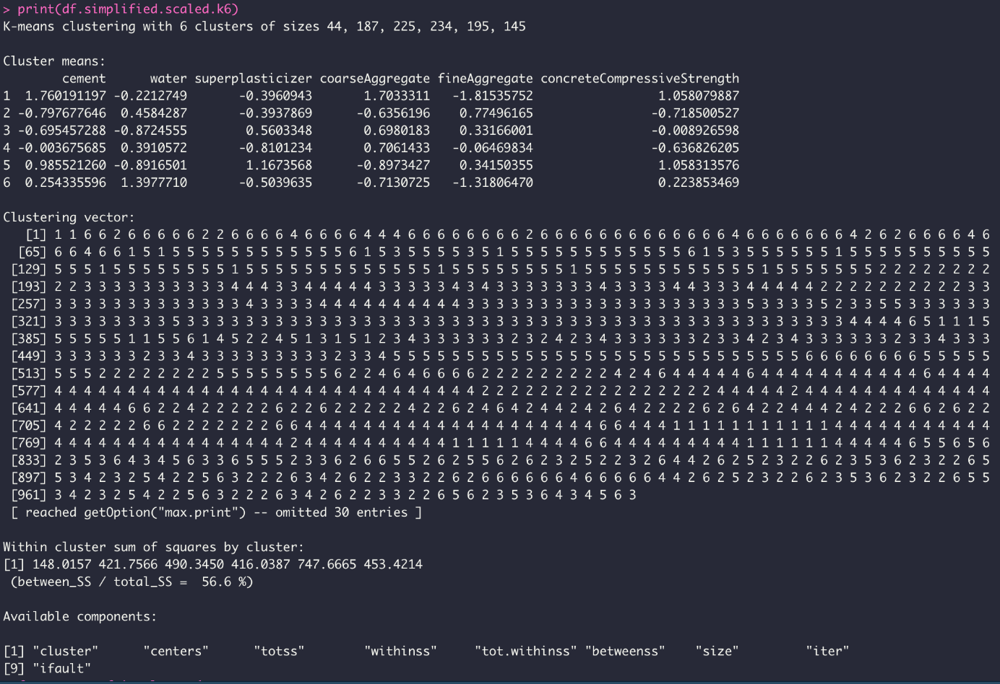 > print(df.simplified.scaled.k6)
K-means clustering with 6 clusters of sizes 44, 187, 225, 234, 195, 145
Cluster means:
cement water superplasticizer coarseAggregate fineAggregate concreteCompressiveStrength
1 1.760191197 -0.2212749 -0.3960943 1.7033311 -1.81535752 1.058079887
2 -0.797677646 0.4584287 -0.3937869 -0.6356196 0.77496165 -0.718500527
3 -0.695457288 -0.8724555 0.5603348 0.6980183 0.33166001 -0.008926598
4 -0.003675685 0.3910572 -0.8101234 0.7061433 -0.06469834 -0.636826205
5 0.985521260 -0.8916501 1.1673568 -0.8973427 0.34150355 1.058313576
6 0.254335596 1.3977710 -0.5039635 -0.7130725 -1.31806470 0.223853469
Clustering vector:
[1] 1 1 6 6 2 6 6 6 6 6 2 2 6 6 6 6 4 6 6 6 6 4 4 4 6 6 6 6 6 6 6 6 2 6 6 6 6 6 6 6 6 6 6 6 6 6 4 6 6 6 6 6 6 6 4 2 6 2 6 6 6 6 4 6
[65] 6 6 4 6 6 1 5 1 5 5 5 5 5 5 5 5 5 5 5 5 6 1 5 3 5 5 5 5 3 5 1 5 5 5 5 5 5 5 5 5 5 5 5 6 1 5 3 5 5 5 5 5 5 1 5 5 5 5 5 5 5 5 5 5
[129] 5 5 5 1 5 5 5 5 5 5 5 5 1 5 5 5 5 5 5 5 5 5 5 5 5 5 1 5 5 5 5 5 5 5 5 1 5 5 5 5 5 5 5 5 5 5 5 5 1 5 5 5 5 5 5 5 2 2 2 2 2 2 2 2
[193] 2 2 3 3 3 3 3 3 3 3 3 3 4 4 4 3 3 4 4 4 4 4 3 3 3 3 3 4 3 4 3 3 3 3 3 3 3 4 3 3 3 3 4 4 3 3 3 4 4 4 4 4 2 2 2 2 2 2 2 2 2 2 3 3
[257] 3 3 3 3 3 3 3 3 3 3 3 3 3 4 3 3 3 3 4 4 4 4 4 4 4 4 4 4 3 3 3 3 3 3 3 3 3 3 3 3 3 3 3 3 3 3 3 5 3 3 3 3 5 2 3 3 5 5 3 3 3 3 3 3
[321] 3 3 3 3 3 3 3 3 5 3 3 3 3 3 3 3 3 3 3 3 3 3 3 3 3 3 3 3 3 3 3 3 3 3 3 3 3 3 3 3 3 3 3 3 3 3 3 3 3 3 3 3 3 3 4 4 4 4 6 5 1 1 1 5
[385] 5 5 5 5 5 1 1 5 5 6 1 4 5 2 2 4 5 1 3 1 5 1 2 3 4 3 3 3 3 3 3 3 3 2 4 2 3 4 3 3 3 3 3 3 2 3 3 4 2 3 4 3 3 3 3 3 3 2 3 3 4 3 3 3
[449] 3 3 3 3 3 3 2 3 3 4 3 3 3 3 3 3 3 3 3 2 3 3 4 5 5 5 5 5 5 5 5 5 5 5 5 5 5 5 5 5 5 5 5 5 5 5 5 5 5 5 5 5 6 6 6 6 6 6 6 6 5 5 5 5 5
[513] 5 5 5 2 2 2 2 2 2 2 2 5 5 5 5 5 5 5 5 6 2 2 4 6 4 6 6 6 6 2 2 2 2 2 2 2 2 2 4 2 4 6 4 4 4 4 4 6 4 4 4 4 4 4 4 4 4 4 4 6 4 4 4 4
[577] 4 4 4 4 4 4 4 4 4 4 4 4 4 4 4 4 4 4 4 4 4 4 4 4 4 4 4 4 4 2 2 2 2 2 2 2 2 2 2 2 2 2 2 2 2 4 4 4 4 4 2 4 4 4 4 4 4 4 4 4 4 4 4 4
[641] 4 4 4 4 4 6 6 2 2 4 2 2 2 2 2 6 2 2 6 2 2 2 2 2 4 2 2 6 2 4 6 4 2 4 4 2 4 2 6 4 2 2 2 2 6 2 6 4 2 2 4 4 2 4 2 2 2 2 6 6 2 6 2 2
[705] 4 2 2 2 2 2 6 6 2 2 2 2 2 2 2 6 6 4 4 4 4 4 4 4 4 4 4 4 4 4 4 4 4 4 6 6 4 4 4 1 1 1 1 1 1 1 1 1 1 1 4 4 4 4 4 4 4 4 4 4 4
[769] 4 4 4 4 4 4 4 4 4 4 4 4 4 4 4 4 2 4 4 4 4 4 4 4 4 4 4 1 1 1 1 1 4 4 4 4 6 6 4 4 4 4 4 4 4 4 4 1 1 1 1 1 1 4 4 4 4 4 6 5 5 6 5 6
[833] 2 3 5 3 6 4 3 4 5 6 3 3 6 5 5 5 5 2 3 3 6 2 6 6 5 5 2 6 2 5 5 6 2 6 2 3 2 5 2 2 3 2 6 4 4 2 6 2 5 2 3 2 2 6 2 3 5 3 6 2 3 2 2 6 5
[897] 5 3 4 2 3 2 5 4 2 2 5 6 3 2 2 2 6 3 4 2 6 2 2 3 3 2 2 6 2 6 6 6 6 6 6 4 6 6 6 6 6 4 4 2 6 2 5 2 3 2 2 6 6 2 3 5 3 6 2 3 2 2 6 5 5
[961] 3 4 2 3 2 5 4 2 2 5 6 3 2 2 2 6 3 4 2 6 2 2 3 3 2 2 6 5 6 2 3 5 3 6 4 3 4 5 6 3
[ reached getOption("max.print") -- omitted 30 entries ]
Within cluster sum of squares by cluster:
[1] 148.0157 421.7566 490.3450 416.0387 747.6665 453.4214
(between_SS / total_SS = 56.6 %)
Available components:
[1] "cluster" "centers" "totss" "withinss" "tot.withinss" "betweenss" "size" "iter"
[9] "ifault"